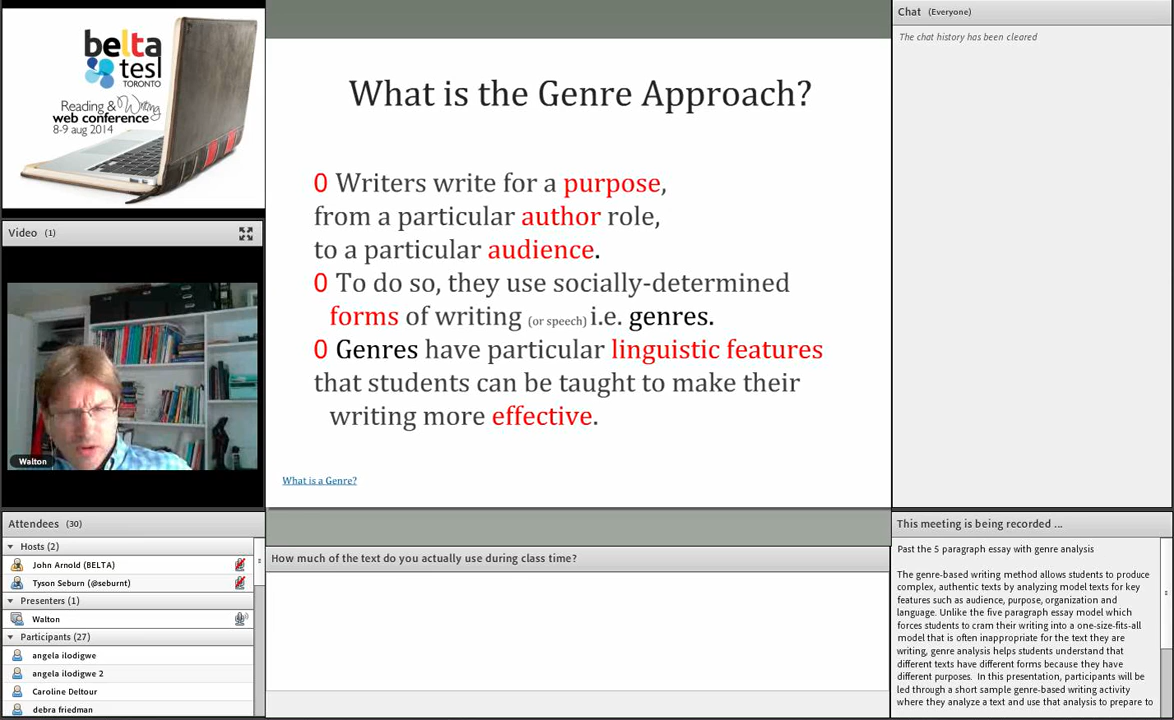 belta
tesl
TORONTO
Reading & Writing
web conference
8-9 aug 2014
Video (1)
Walton
Attendees (30)
Hosts (2)
John Arnold (BELTA)
Tyson Seburn (@seburnt)
Presenters (1)
Walton
Participants (27)
angela ilodigwe
angela ilodigwe 2
Caroline Deltour
debra friedman
What is the Genre Approach?
0 Writers write for a purpose,
from a particular author role,
to a particular audience.
0 To do so, they use socially-determined
forms of writing (or speech) i.e. genres.
0 Genres have particular linguistic features
that students can be taught to make their
writing more effective.
What is a Genre?
How much of the text do you actually use during class time?
Chat (Everyone)
The chat history has been cleared
This meeting is being recorded ...
Past the 5 paragraph essay with genre analysis
The genre-based writing method allows students to produce
complex, authentic texts by analyzing model texts for key
features such as audience, purpose, organization and
language. Unlike the five paragraph essay model which
forces students to cram their writing into a one-size-fits-all
model that is often inappropriate for the text they are
writing, genre analysis helps students understand that
different texts have different forms because they have
different purposes. In this presentation, participants will be
led through a short sample genre-based writing activity
where they analyze a text and use that analysis to prepare to